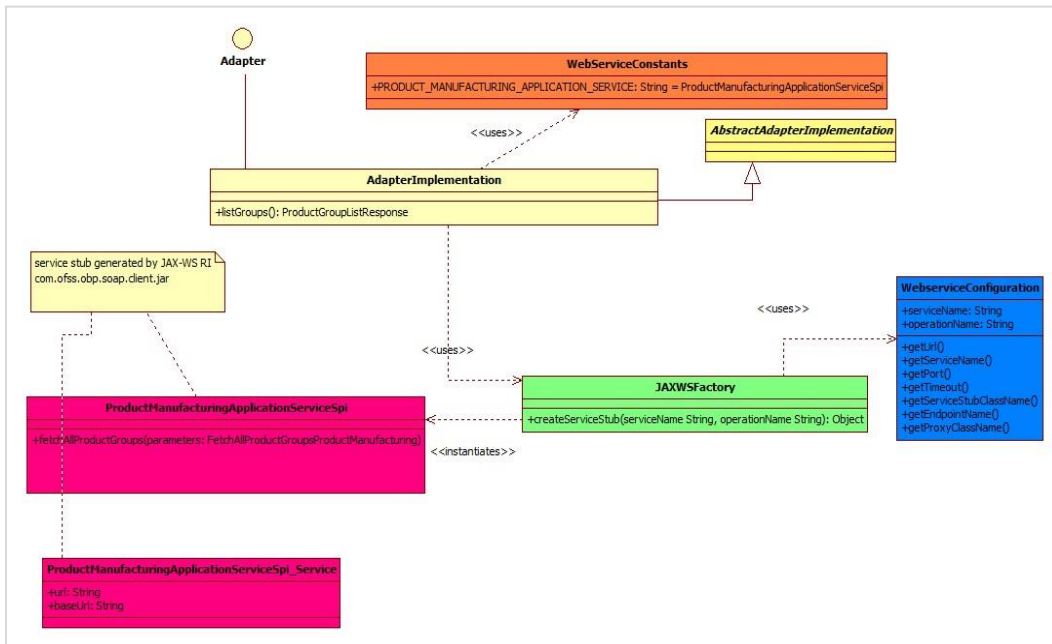 Adapter
WebServiceConstants
+PRODUCT_MANUFACTURING_APPLICATION_SERVICE: String = ProductManufacturingApplicationServiceSpi
<<uses>>
AbstractAdapterImplementation
AdapterImplementation
+listGroups(): ProductGroupListResponse
service stub generated by JAX-WS RI
com.ofss.obp.soap.client.jar
WebserviceConfiguration
+serviceName: String
+operationName: String
+getUrl()
+getServiceName()
+getPort()
+getTimeout()
+getServiceStubClassName()
+getEndpointName()
+getProxyClassName()
<<uses>>
<<uses>>
JAXWSFactory
+createServiceStub(serviceName String, operationName String): Object
ProductManufacturingApplicationServiceSpi
+fetchAllProductGroups(parameters: FetchAllProductGroupsProductManufacturing)
<<instantiates>>
ProductManufacturingApplicationServiceSpi_Service
+url: String
+baseUrl: String